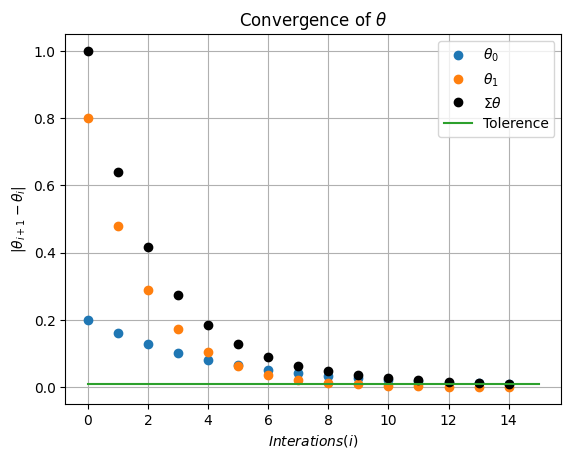 Convergence of θ
θ₀
θ₁
Σθ
Tolerence
1.0
0.8
0.6
0.4
0.2
0.0
|θᵢ₊₁ − θᵢ|
0 2 4 6 8 10 12 14
Interations(i)